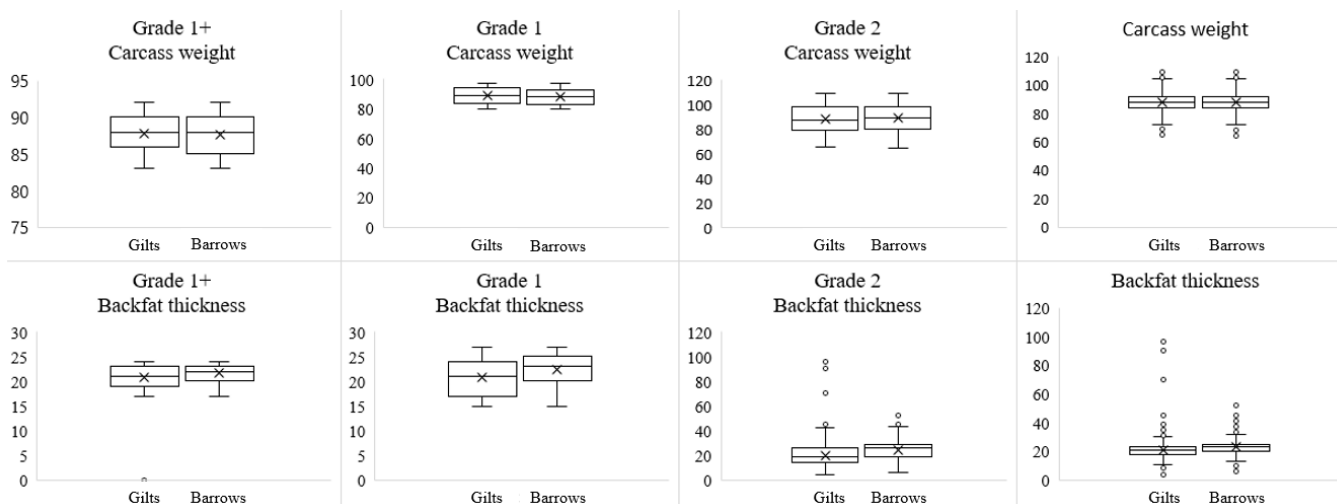 Grade 1+
Carcass weight
95
90
85
80
75
Gilts Barrows
Grade 1
Carcass weight
100
80
60
40
20
0
Gilts Barrows
Grade 2
Carcass weight
120
100
80
60
40
20
0
Gilts Barrows
Carcass weight
120
100
80
60
40
20
0
Gilts Barrows
Grade 1+
Backfat thickness
30
25
20
15
10
5
0
Gilts Barrows
Grade 1
Backfat thickness
30
25
20
15
10
5
0
Gilts Barrows
Grade 2
Backfat thickness
120
100
80
60
40
20
0
Gilts Barrows
Backfat thickness
120
100
80
60
40
20
0
Gilts Barrows